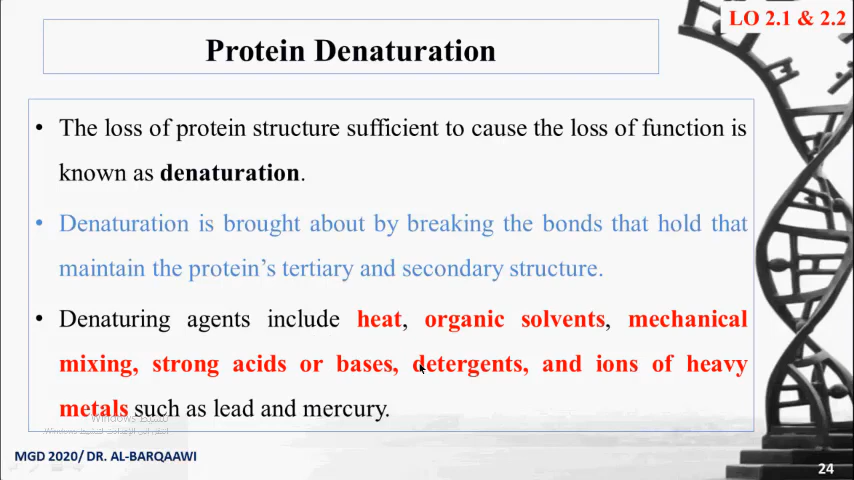 LO 2.1 & 2.2
Protein Denaturation
• The loss of protein structure sufficient to cause the loss of function is
known as denaturation.
• Denaturation is brought about by breaking the bonds that hold that
maintain the protein's tertiary and secondary structure.
• Denaturing agents include heat, organic solvents, mechanical
mixing, strong acids or bases, detergents, and ions of heavy
metals such as lead and mercury.
Windows
MGD 2020/ DR. AL-BARQAAWI
24